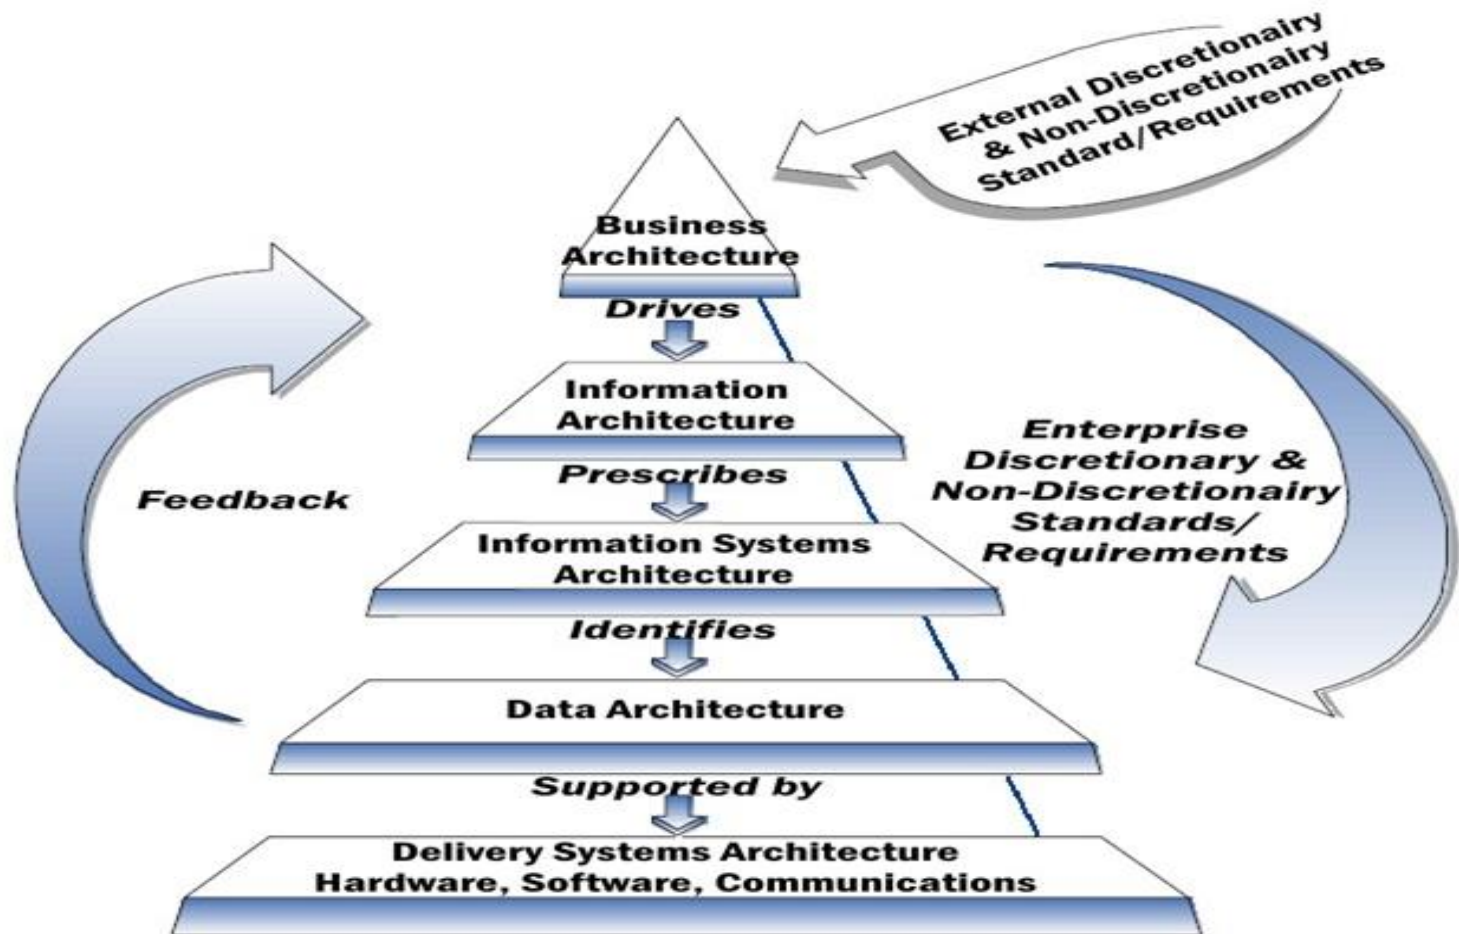 External Discretionairy
& Non-Discretionairy
Standard/Requirements
Business
Architecture
Drives
Information
Architecture
Prescribes
Information Systems
Architecture
Identifies
Data Architecture
Supported by
Delivery Systems Architecture
Hardware, Software, Communications
Feedback
Enterprise
Discretionary &
Non-Discretionairy
Standards/
Requirements